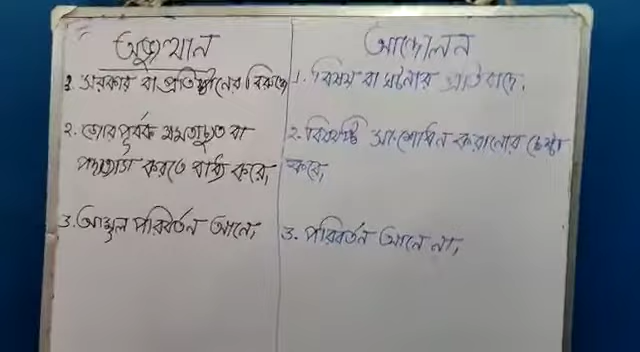 অভ্যুত্থান
১. সরকার বা প্রতিষ্ঠানের বিরুদ্ধে
২. জোর পূর্বক ক্ষমতাচ্যুত বা
পদত্যাগ করতে বাধ্য করে,
৩. আমুল পরিবর্তন আনে,
আন্দোলন
১. বিষয় বা ঘটনার প্রতিবাদে,
২. বিষয়টি সংশোধন করানোর চেষ্টা
করে,
৩. পরিবর্তন আনে না,